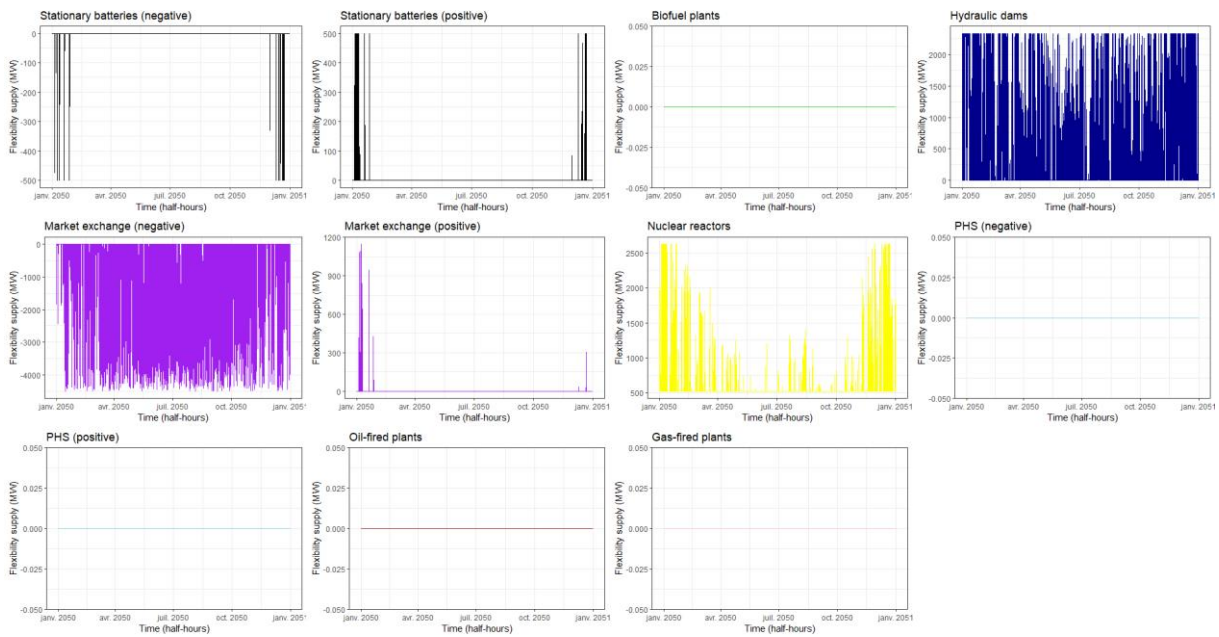 Stationary batteries (negative)
Flexibility supply (MW)
0
-100
-200
-300
-400
-500
janv. 2050 avr. 2050 juil. 2050 oct. 2050 janv. 2051
Time (half-hours)
Stationary batteries (positive)
Flexibility supply (MW)
500
400
300
200
100
0
janv. 2050 avr. 2050 juil. 2050 oct. 2050 janv. 2051
Time (half-hours)
Biofuel plants
Flexibility supply (MW)
0.050
0.025
0.000
-0.025
-0.050
janv. 2050 avr. 2050 juil. 2050 oct. 2050 janv. 205
Time (half-hours)
Hydraulic dams
Flexibility supply (MW)
2000
1500
1000
500
0
janv. 2050 avr. 2050 juil. 2050 oct. 2050 janv. 2051
Time (half-hours)
Market exchange (negative)
Flexibility supply (MW)
0
-1000
-2000
-3000
-4000
janv. 2050 avr. 2050 juil. 2050 oct. 2050 janv. 205
Time (half-hours)
Market exchange (positive)
Flexibility supply (MW)
1200
900
600
300
0
janv. 2050 avr. 2050 juil. 2050 oct. 2050 janv. 2051
Time (half-hours)
Nuclear reactors
Flexibility supply (MW)
2500
2000
1500
1000
500
janv. 2050 avr. 2050 juil. 2050 oct. 2050 janv. 205
Time (half-hours)
PHS (negative)
Flexibility supply (MW)
0.050
0.025
0.000
-0.025
-0.050
janv. 2050 avr. 2050 juil. 2050 oct. 2050 janv. 2051
Time (half-hours)
PHS (positive)
Flexibility supply (MW)
0.050
0.025
0.000
-0.025
-0.050
janv. 2050 avr. 2050 juil. 2050 oct. 2050 janv. 205
Time (half-hours)
Oil-fired plants
Flexibility supply (MW)
0.050
0.025
0.000
-0.025
-0.050
janv. 2050 avr. 2050 juil. 2050 oct. 2050 janv. 2051
Time (half-hours)
Gas-fired plants
Flexibility supply (MW)
0.050
0.025
0.000
-0.025
-0.050
janv. 2050 avr. 2050 juil. 2050 oct. 2050 janv. 205
Time (half-hours)